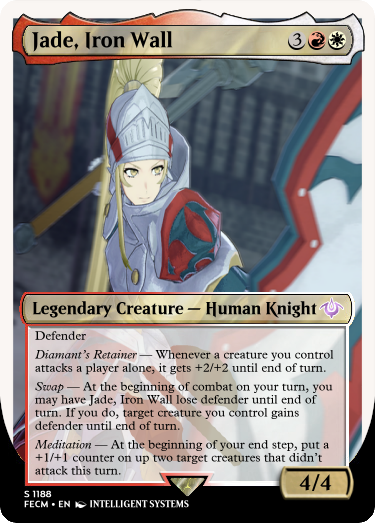 Jade, Iron Wall 3
Legendary Creature — Human Knight
Defender
Diamant's Retainer — Whenever a creature you control
attacks a player alone, it gets +2/+2 until end of turn.
Swap — At the beginning of combat on your turn, you
may have Jade, Iron Wall lose defender until end of
turn. If you do, target creature you control gains
defender until end of turn.
Meditation — At the beginning of your end step, put a
+1/+1 counter on up two target creatures that didn't
attack this turn.
4/4
S 1188
FECM • EN INTELLIGENT SYSTEMS